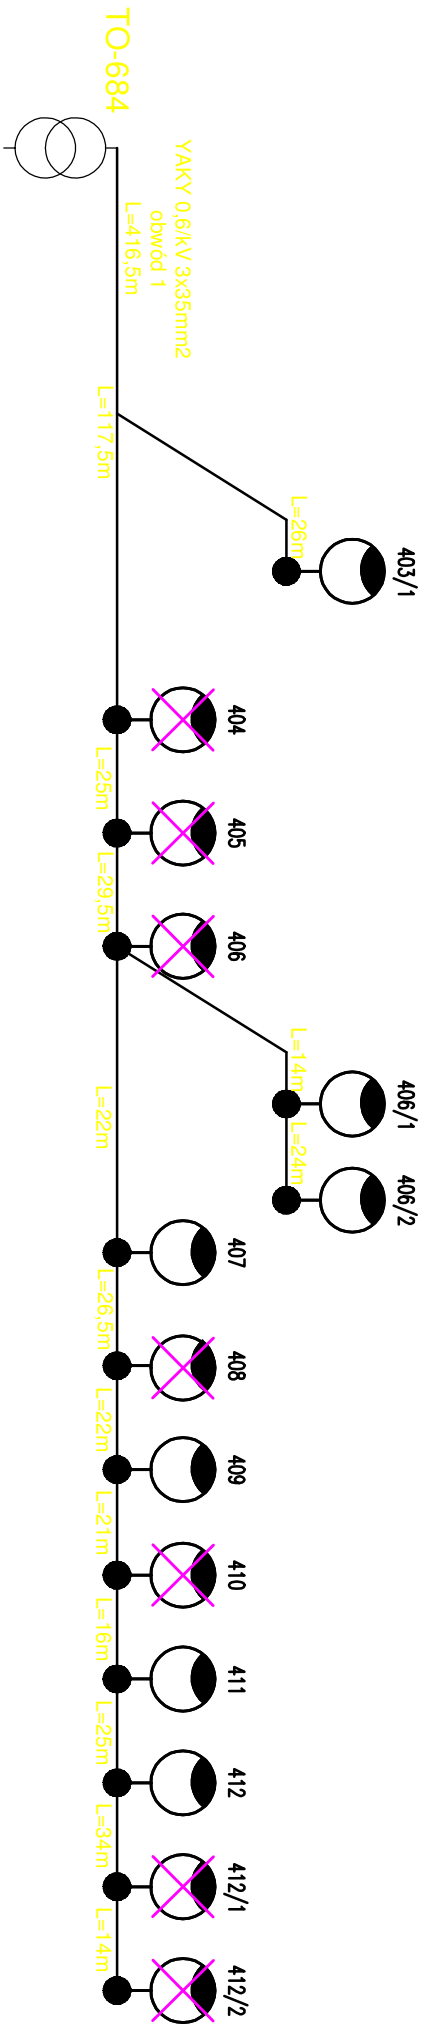 TO-684
YAKY 0,6/kV 3x35mm2
obwód 1
L=416,5m
L=117,5m
L=26m
403/1
404
L=25m
405
L=29,5m
406
L=14m
406/1
L=24m
406/2
L=22m
407
L=26,5m
408
L=22m
409
L=21m
410
L=16m
411
L=25m
412
L=34m
412/1
L=14m
412/2